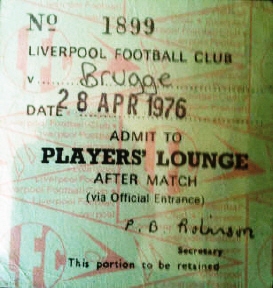 Nº 1899
LIVERPOOL FOOTBALL CLUB
v Brugge
DATE 28 APR 1976
ADMIT TO
PLAYERS' LOUNGE
AFTER MATCH
(via Official Entrance)
P. B. Robinson
Secretary
This portion to be retained